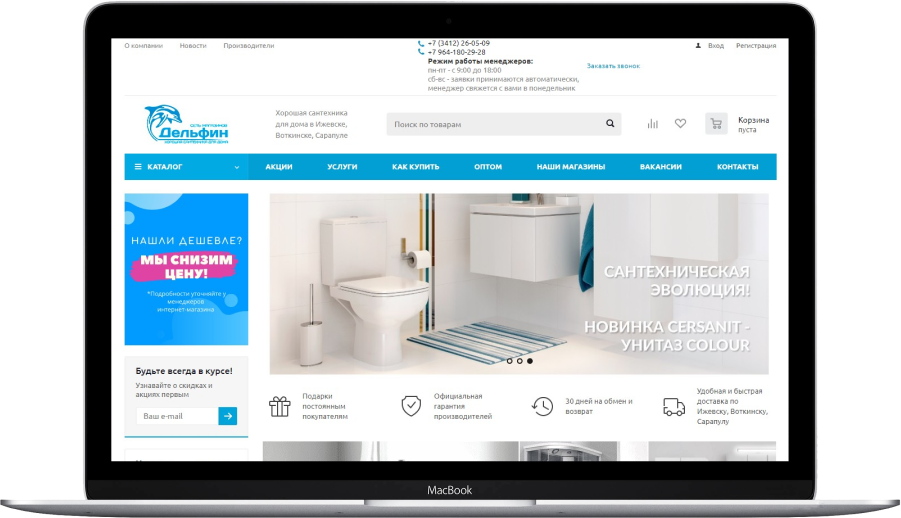 О компании
Новости
Производители
+7 (3412) 26-05-09
+7 964-180-29-28
Режим работы менеджеров:
пн-пт - с 9:00 до 18:00
сб-вс - заявки принимаются автоматически,
менеджер свяжется с вами в понедельник
Заказать звонок
Вход
Регистрация
СЕТЬ МАГАЗИНОВ
Дельфин
ХОРОШАЯ САНТЕХНИКА ДЛЯ ДОМА
Хорошая сантехника
для дома в Ижевске,
Воткинске, Сарапуле
Поиск по товарам
Корзина
пуста
КАТАЛОГ
АКЦИИ
УСЛУГИ
КАК КУПИТЬ
ОПТОМ
НАШИ МАГАЗИНЫ
ВАКАНСИИ
КОНТАКТЫ
НАШЛИ ДЕШЕВЛЕ?
МЫ СНИЗИМ
ЦЕНУ!
*Подробности уточняйте у
менеджеров
интернет-магазина
САНТЕХНИЧЕСКАЯ
ЭВОЛЮЦИЯ!
НОВИНКА CERSANIT -
УНИТАЗ COLOUR
Будьте всегда в курсе!
Узнавайте о скидках и
акциях первым
Ваш e-mail
Подарки
постоянным
покупателям
Официальная
гарантия
производителей
30 дней на обмен и
возврат
Удобная и быстрая
доставка по
Ижевску, Воткинску,
Сарапулу
MacBook